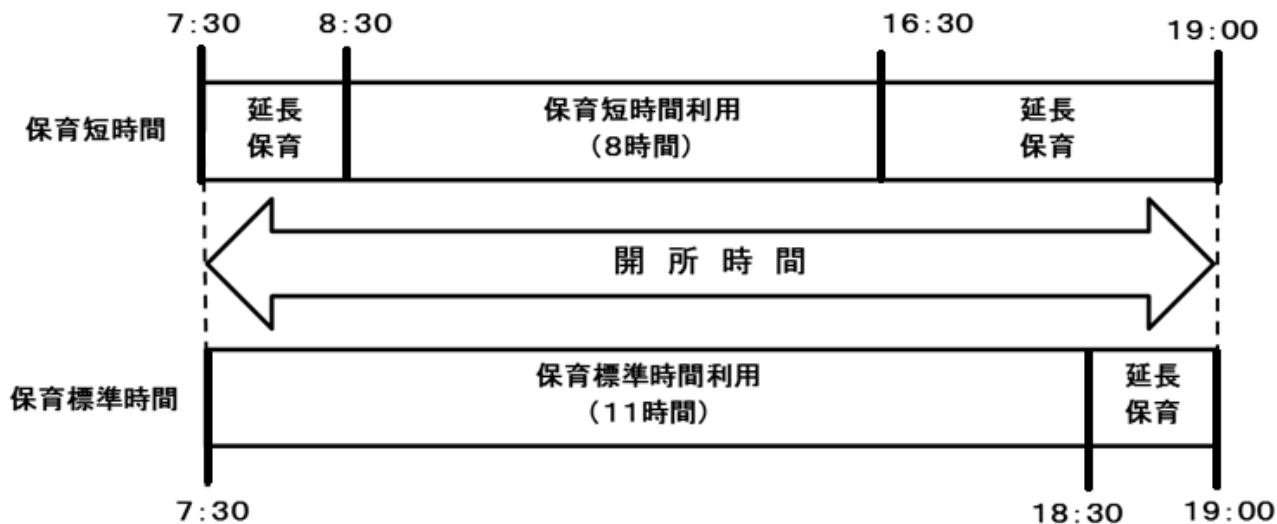 7:30
8:30
16:30
19:00
保育短時間
延長
保育
保育短時間利用
（8時間）
延長
保育
開 所 時 間
保育標準時間
保育標準時間利用
（11時間）
延長
保育
7:30
18:30
19:00